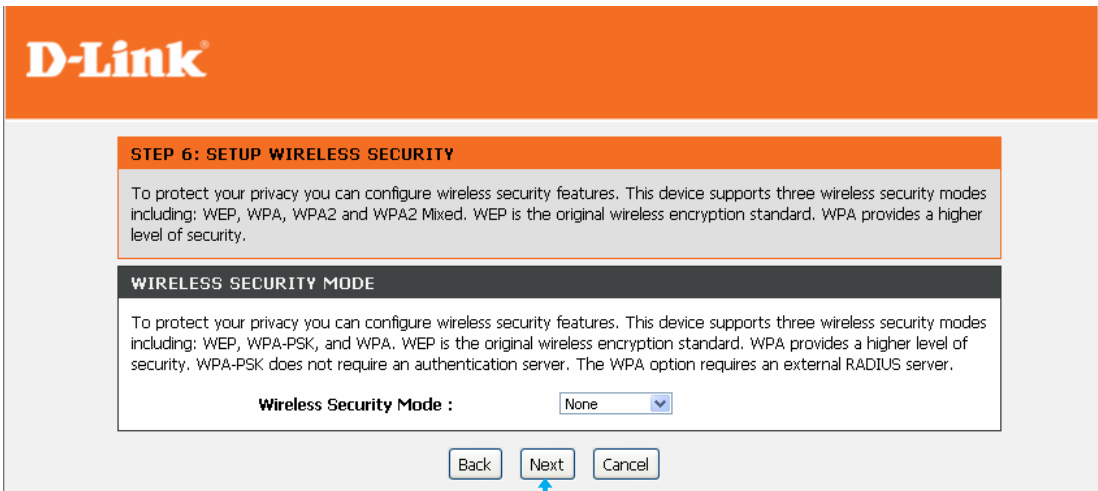 D-Link®
STEP 6: SETUP WIRELESS SECURITY
To protect your privacy you can configure wireless security features. This device supports three wireless security modes
including: WEP, WPA, WPA2 and WPA2 Mixed. WEP is the original wireless encryption standard. WPA provides a higher
level of security.
WIRELESS SECURITY MODE
To protect your privacy you can configure wireless security features. This device supports three wireless security modes
including: WEP, WPA-PSK, and WPA. WEP is the original wireless encryption standard. WPA provides a higher level of
security. WPA-PSK does not require an authentication server. The WPA option requires an external RADIUS server.
Wireless Security Mode : None
Back Next Cancel